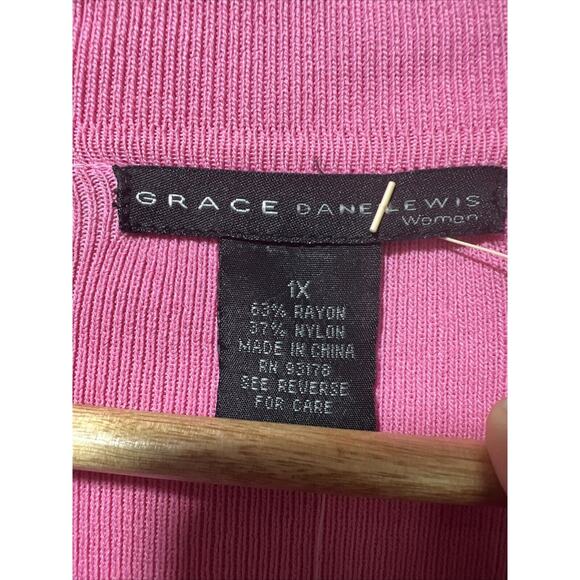 GRACE DANE LEWIS
Woman
1X
63% RAYON
37% NYLON
MADE IN CHINA
RN 93178
SEE REVERSE
FOR CARE